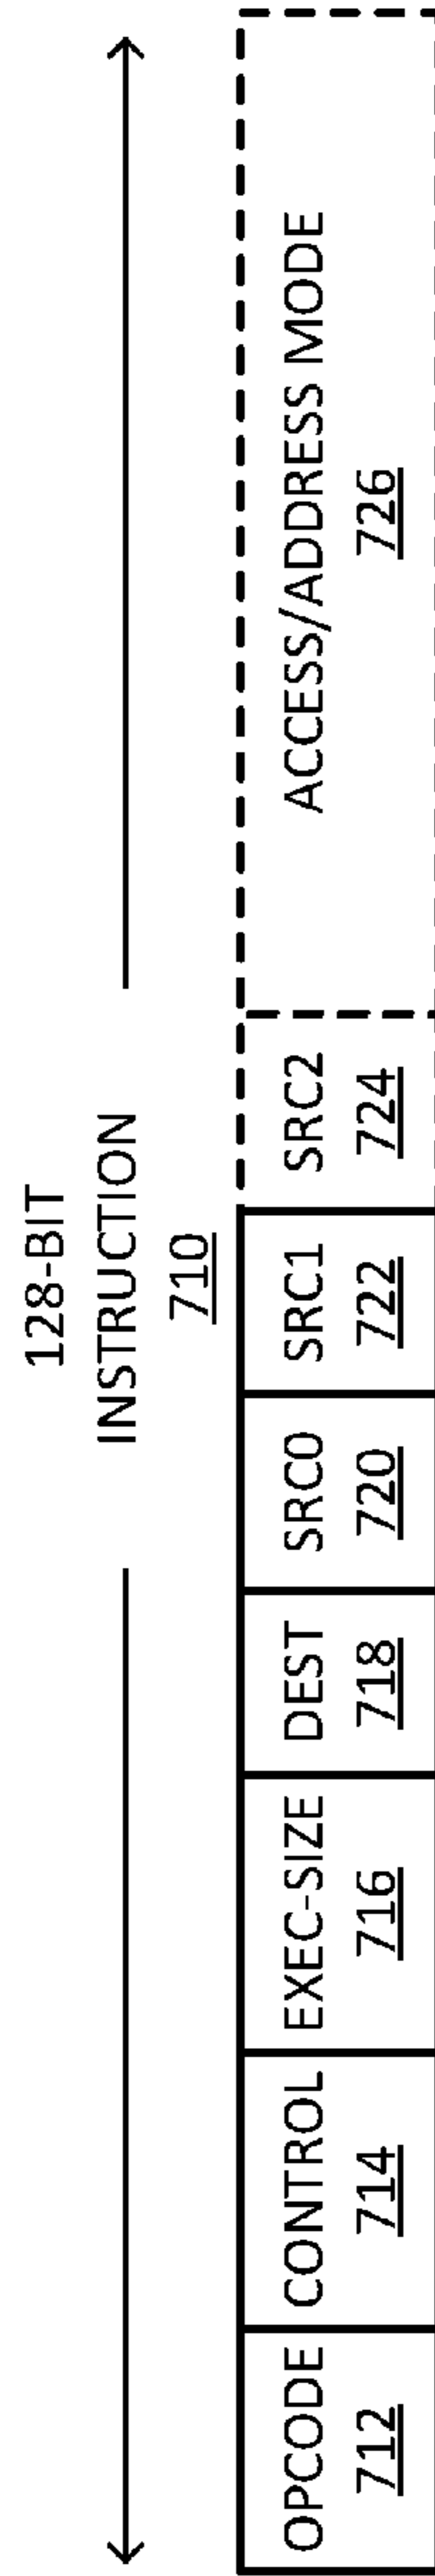 128-BIT
INSTRUCTION
710
OPCODE
712
CONTROL
714
EXEC-SIZE
716
DEST
718
SRC0
720
SRC1
722
SRC2
724
ACCESS/ADDRESS MODE
726